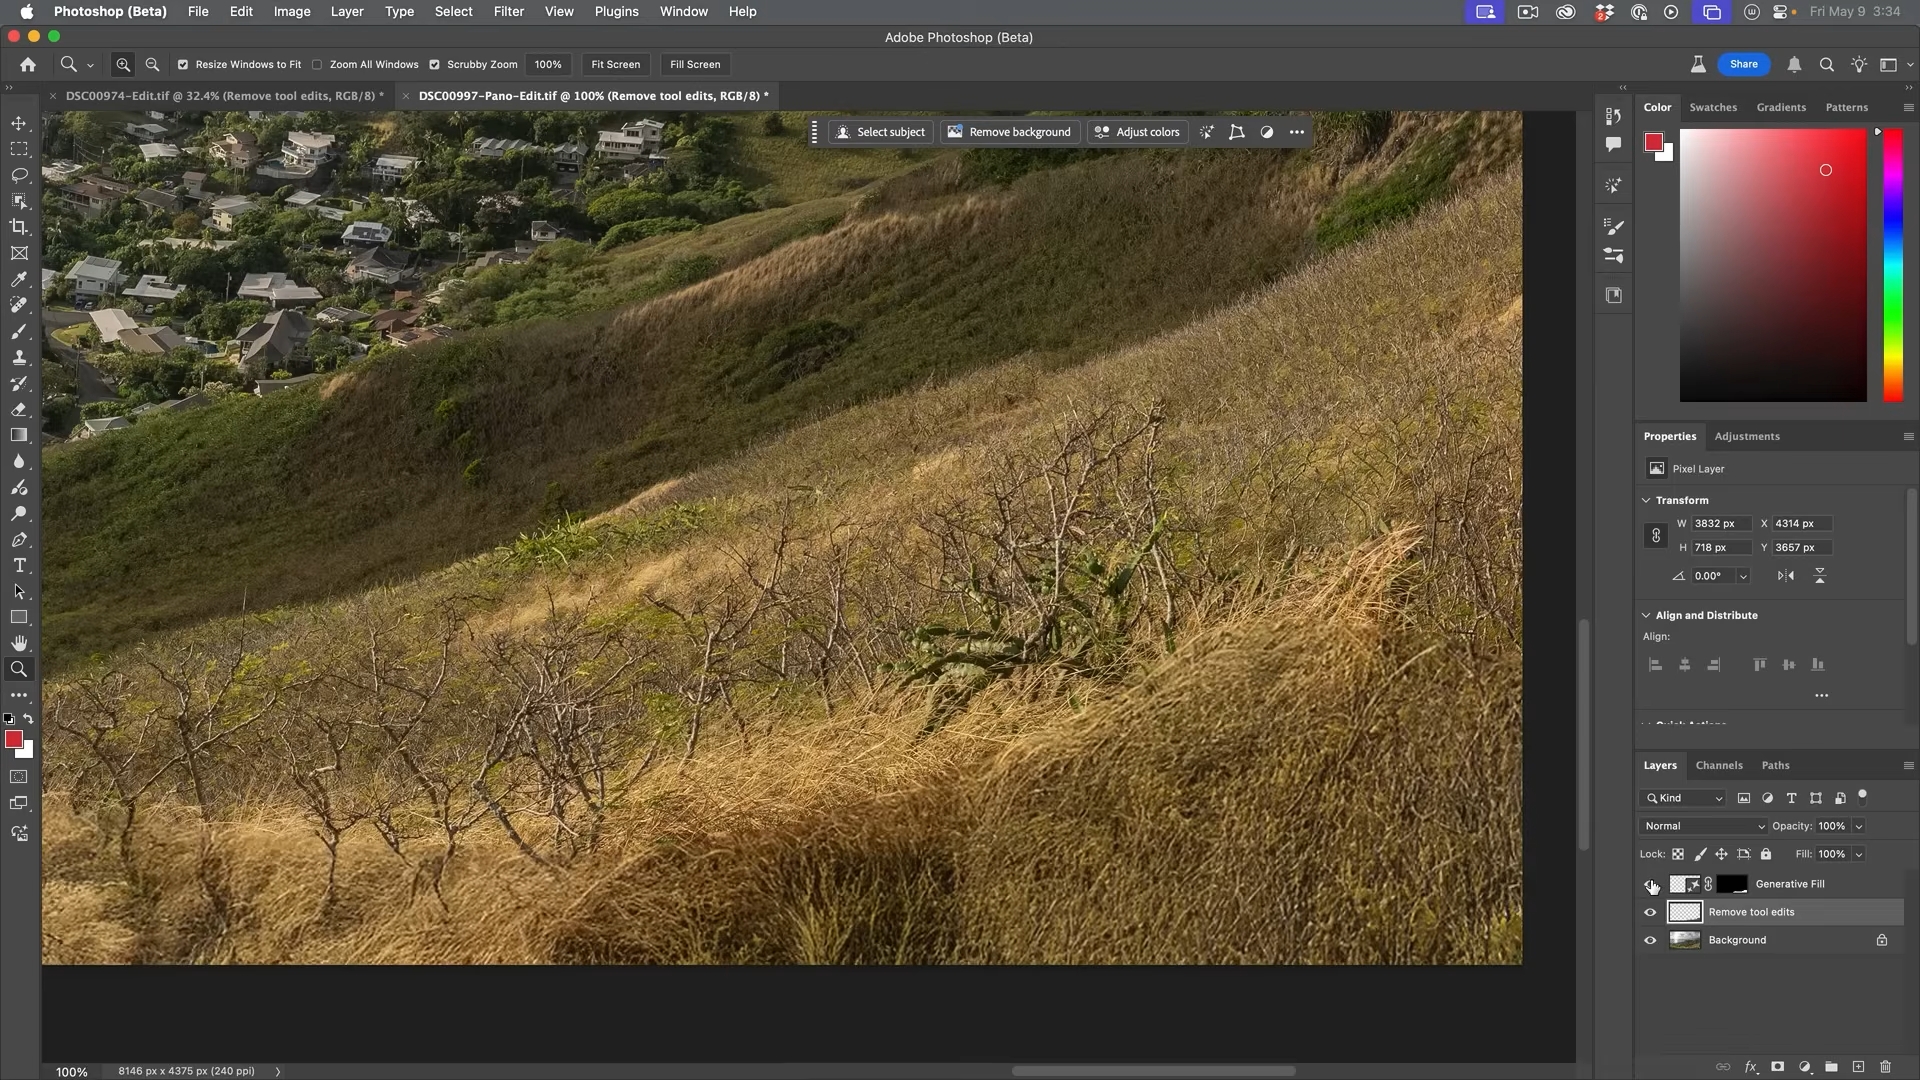 Photoshop (Beta) File Edit Image Layer Type Select Filter View Plugins Window Help
2
Fri May 9 3:34
Adobe Photoshop (Beta)
Resize Windows to Fit Zoom All Windows Scrubby Zoom 100% Fit Screen Fill Screen Share
DSC00974-Edit.tif @ 32.4% (Remove tool edits, RGB/8) * DSC00997-Pano-Edit.tif @ 100% (Remove tool edits, RGB/8) *
Color Swatches Gradients Patterns
Select subject Remove background Adjust colors
Properties Adjustments
Pixel Layer
Transform
W 3832 px X 4314 px
H 718 px Y 3657 px
0.00°
Align and Distribute
Align:
Quick Actions
Layers Channels Paths
Kind
Normal Opacity: 100%
Lock: Fill: 100%
Generative Fill
Remove tool edits
Background
100% 8146 px x 4375 px (240 ppi)